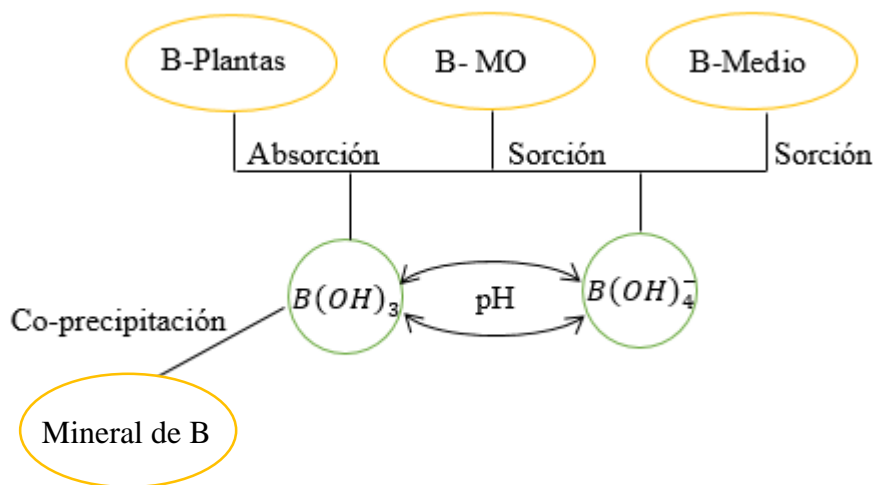 B-Plantas
B- MO
B-Medio
Absorción
Sorción
Sorción
B(OH)₃
pH
B(OH)₄⁻
Co-precipitación
Mineral de B